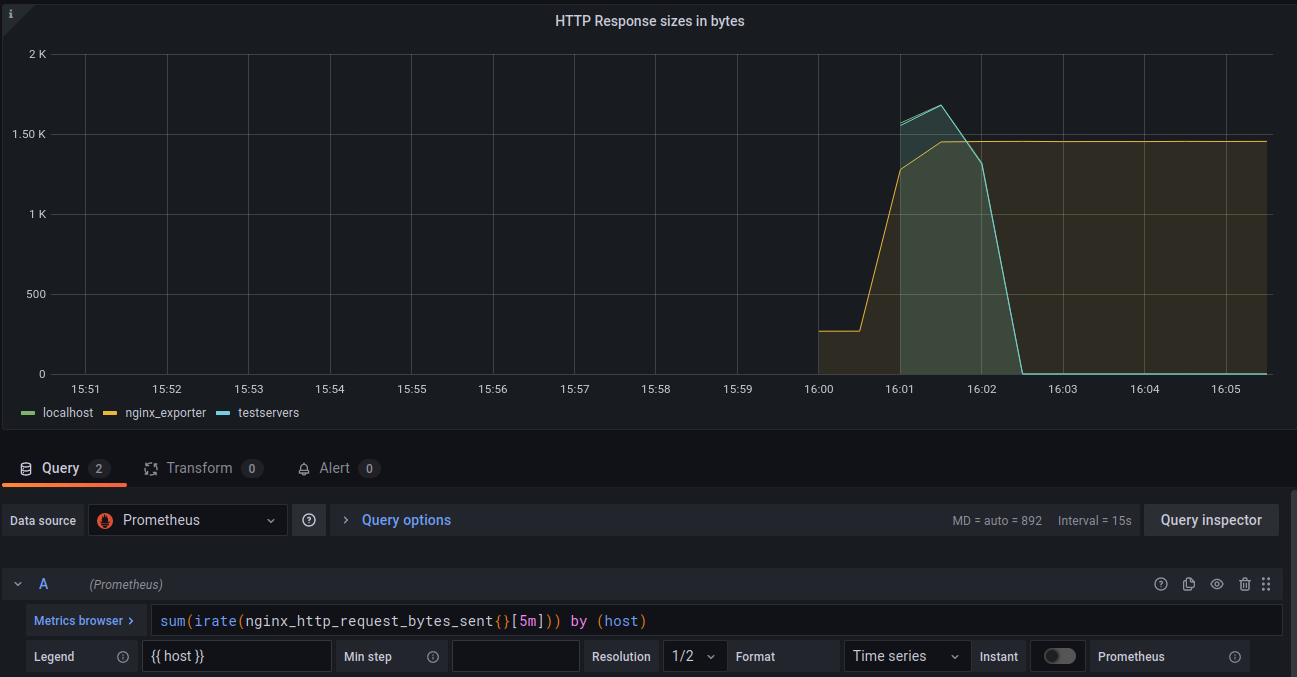 i
HTTP Response sizes in bytes
2 K
1.50 K
1 K
500
0
15:51 15:52 15:53 15:54 15:55 15:56 15:57 15:58 15:59 16:00 16:01 16:02 16:03 16:04 16:05
localhost nginx_exporter testservers
Query 2 Transform 0 Alert 0
Data source Prometheus ? > Query options MD = auto = 892 Interval = 15s Query inspector
A (Prometheus)
Metrics browser > sum(irate(nginx_http_request_bytes_sent{}[5m])) by (host)
Legend {{ host }} Min step Resolution 1/2 Format Time series Instant Prometheus